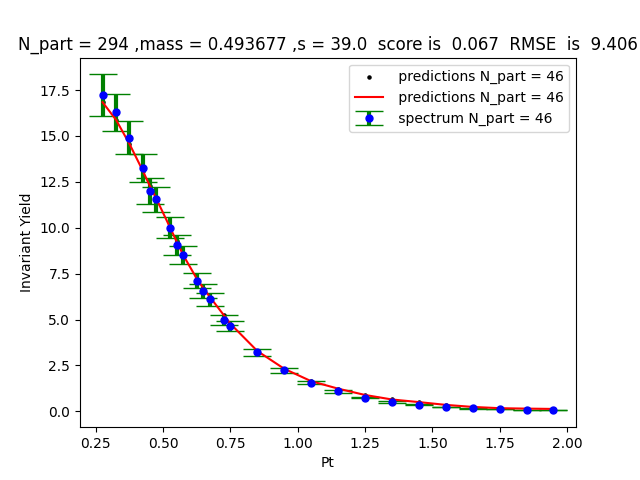 N_part = 294 ,mass = 0.493677 ,s = 39.0  score is  0.067  RMSE  is  9.406
predictions N_part = 46
predictions N_part = 46
spectrum N_part = 46
Invariant Yield
17.5
15.0
12.5
10.0
7.5
5.0
2.5
0.0
0.25 0.50 0.75 1.00 1.25 1.50 1.75 2.00
Pt